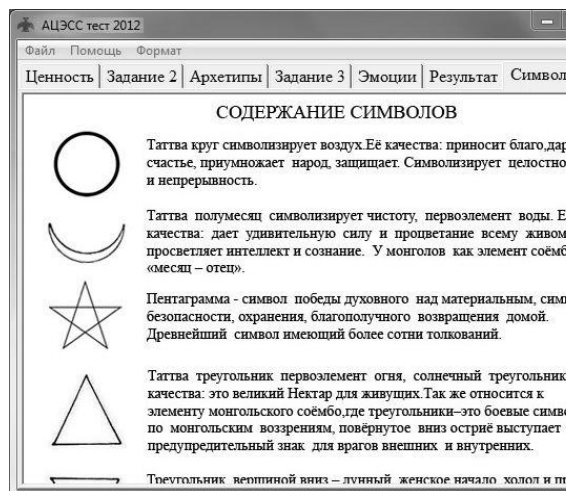 АЦЭСС тест 2012
Файл Помощь Формат
Ценность Задание 2 Архетипы Задание 3 Эмоции Результат Символ
СОДЕРЖАНИЕ СИМВОЛОВ
Таттва круг символизирует воздух.Её качества: приносит благо,дар
счастье, приумножает народ, защищает. Символизирует целостно
и непрерывность.
Таттва полумесяц символизирует чистоту, первоэлемент воды. Е
качества: дает удивительную силу и процветание всему живом
просветляет интеллект и сознание. У монголов как элемент соёмб
«месяц – отец».
Пентаграмма - символ победы духовного над материальным, сим
безопасности, охранения, благополучного возвращения домой.
Древнейший символ имеющий более сотни толкований.
Таттва треугольник первоэлемент огня, солнечный треугольник
качества: это великий Нектар для живущих.Так же относится к
элементу монгольского соёмбо,где треугольники–это боевые симво
по монгольским воззрениям, повёрнутое вниз остриё выступает
предупредительный знак для врагов внешних и внутренних.
Треугольник вершиной вниз – лунный женское начало холод и